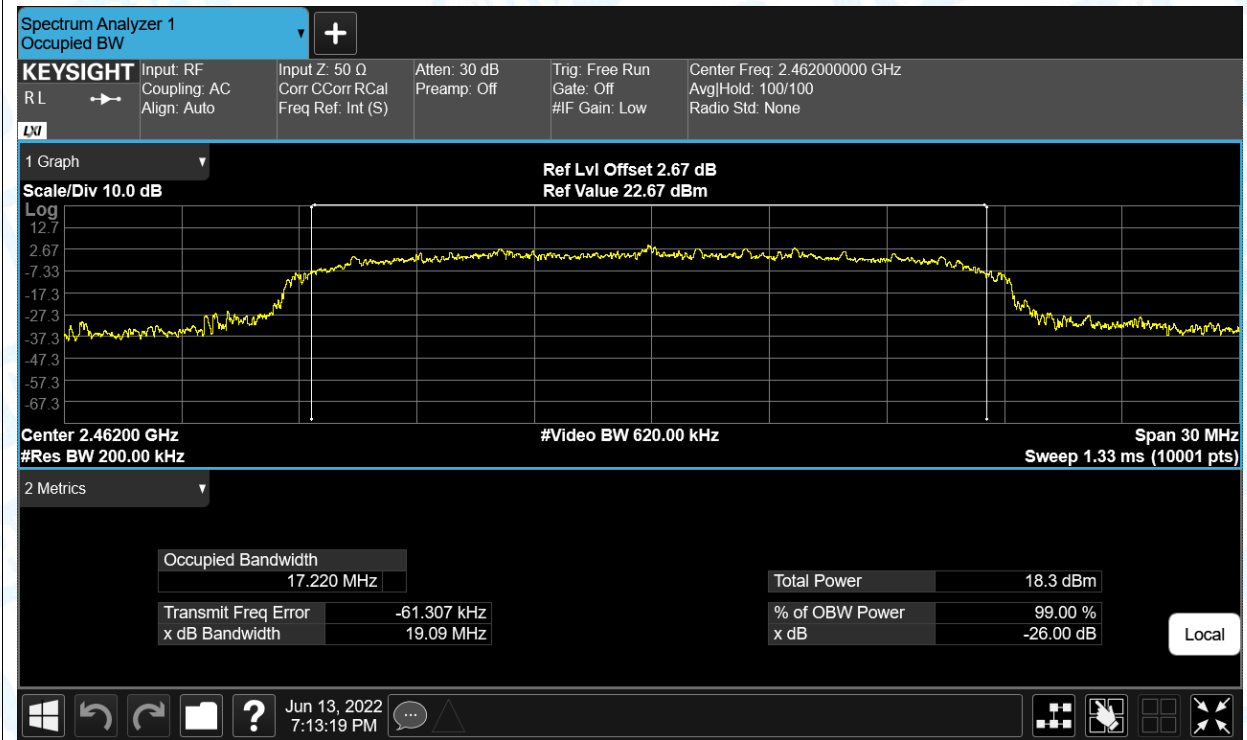 Spectrum Analyzer 1
Occupied BW
KEYSIGHT
R L
LXI
Input: RF
Coupling: AC
Align: Auto
Input Z: 50 Ω
Corr CCorr RCal
Freq Ref: Int (S)
Atten: 30 dB
Preamp: Off
Trig: Free Run
Gate: Off
#IF Gain: Low
Center Freq: 2.462000000 GHz
Avg|Hold: 100/100
Radio Std: None
1 Graph
Scale/Div 10.0 dB
Ref Lvl Offset 2.67 dB
Ref Value 22.67 dBm
Log
12.7
2.67
-7.33
-17.3
-27.3
-37.3
-47.3
-57.3
-67.3
Center 2.46200 GHz
#Video BW 620.00 kHz
Span 30 MHz
#Res BW 200.00 kHz
Sweep 1.33 ms (10001 pts)
2 Metrics
Occupied Bandwidth
17.220 MHz
Total Power 18.3 dBm
Transmit Freq Error -61.307 kHz
% of OBW Power 99.00 %
x dB Bandwidth 19.09 MHz
x dB -26.00 dB
Local
?
Jun 13, 2022
7:13:19 PM